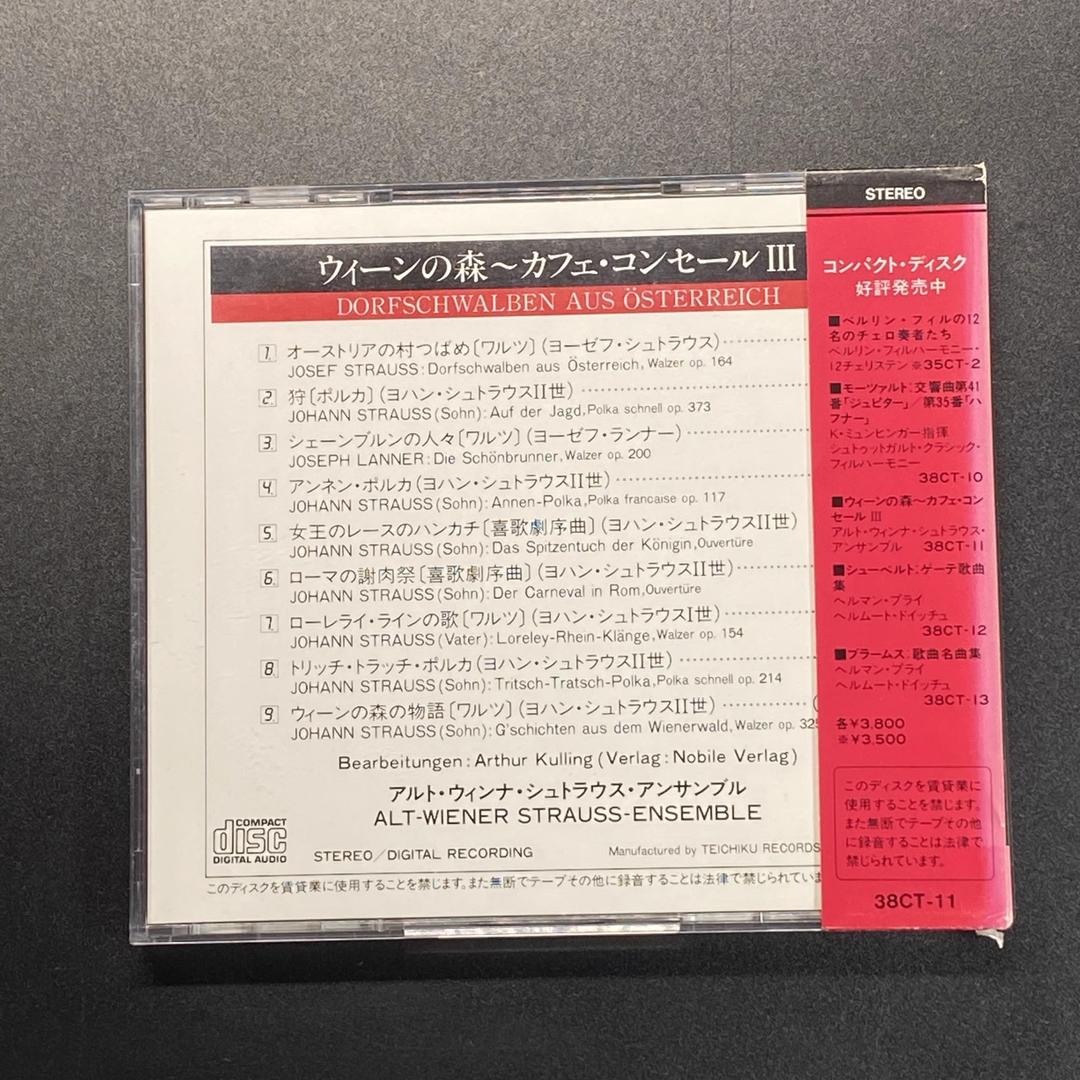 ウィーンの森～カフェ・コンセール III
DORFSCHWALBEN AUS ÖSTERREICH
1. オーストリアの村つばめ〔ワルツ〕(ヨーゼフ・シュトラウス)
JOSEF STRAUSS: Dorfschwalben aus Österreich, Walzer op. 164
2. 狩〔ポルカ〕(ヨハン・シュトラウスII世)
JOHANN STRAUSS (Sohn): Auf der Jagd, Polka schnell op. 373
3. シェーンブルンの人々〔ワルツ〕(ヨーゼフ・ランナー)
JOSEPH LANNER: Die Schönbrunner, Walzer op. 200
4. アンネン・ポルカ(ヨハン・シュトラウスII世)
JOHANN STRAUSS (Sohn): Annen-Polka, Polka francaise op. 117
5. 女王のレースのハンカチ〔喜歌劇序曲〕(ヨハン・シュトラウスII世)
JOHANN STRAUSS (Sohn): Das Spitzentuch der Königin, Ouvertüre
6. ローマの謝肉祭〔喜歌劇序曲〕(ヨハン・シュトラウスII世)
JOHANN STRAUSS (Sohn): Der Carneval in Rom, Ouvertüre
7. ローレライ・ラインの歌〔ワルツ〕(ヨハン・シュトラウスI世)
JOHANN STRAUSS (Vater): Loreley-Rhein-Klänge, Walzer op. 154
8. トリッチ・トラッチ・ポルカ(ヨハン・シュトラウスII世)
JOHANN STRAUSS (Sohn): Tritsch-Tratsch-Polka, Polka schnell op. 214
9. ウィーンの森の物語〔ワルツ〕(ヨハン・シュトラウスII世)
JOHANN STRAUSS (Sohn): G'schichten aus dem Wienerwald, Walzer op. 325
Bearbeitungen: Arthur Kulling (Verlag: Nobile Verlag)
アルト・ウィンナ・シュトラウス・アンサンブル
ALT-WIENER STRAUSS-ENSEMBLE
COMPACT
disc
DIGITAL AUDIO
STEREO/DIGITAL RECORDING
Manufactured by TEICHIKU RECORDS
このディスクを賃貸業に使用することを禁じます。また無断でテープその他に録音することは法律で禁じられていま
STEREO
コンパクト・ディスク
好評発売中
■ベルリン・フィルの12
名のチェロ奏者たち
ベルリン・フィルハーモニー・
12チェリステン ※35CT-2
■モーツァルト：交響曲第41
番「ジュピター」／第35番「ハ
フナー」
K・ミュンヒンガー指揮
シュトゥットガルト・クラシック・
フィルハーモニー
38CT-10
■ウィーンの森～カフェ・コン
セール III
アルト・ウィンナ・シュトラウス・
アンサンブル 38CT-11
■シューベルト：ゲーテ歌曲
集
ヘルマン・プライ
ヘルムート・ドイッチュ
38CT-12
■ブラームス：歌曲名曲集
ヘルマン・プライ
ヘルムート・ドイッチュ
38CT-13
各¥3,800
※¥3,500
このディスクを賃貸業に
使用することを禁じます。
また無断でテープその他
に録音することは法律で
禁じられています。
38CT-11